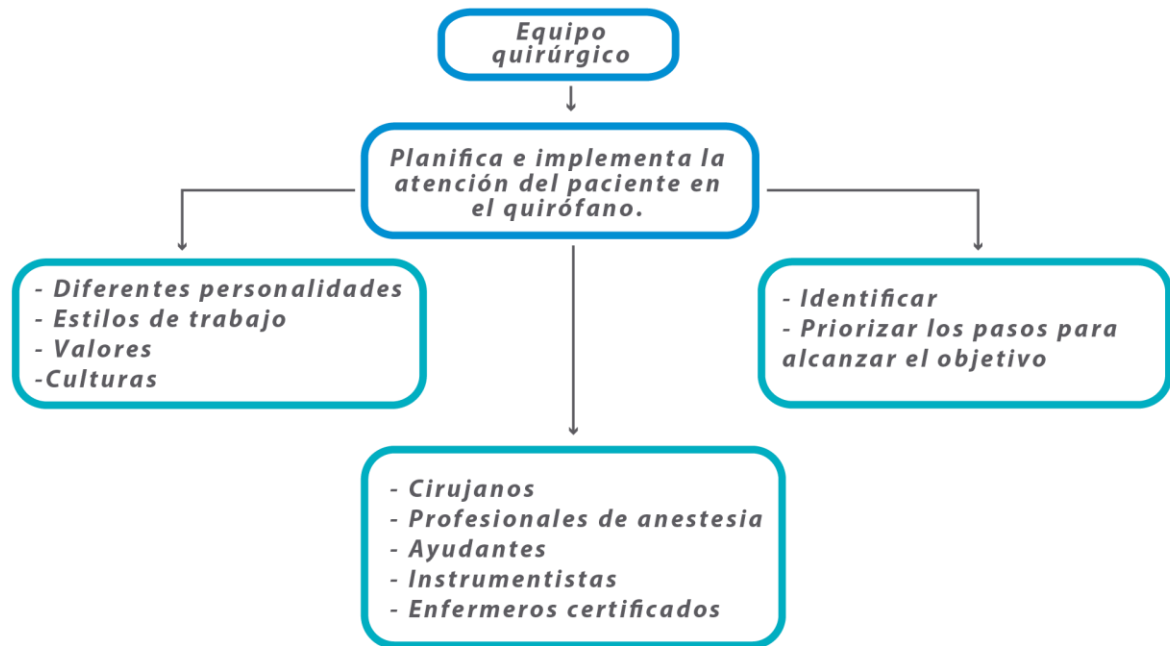 Equipo
quirúrgico
Planifica e implementa la
atención del paciente en
el quirófano.
- Diferentes personalidades
- Estilos de trabajo
- Valores
-Culturas
- Identificar
- Priorizar los pasos para
alcanzar el objetivo
- Cirujanos
- Profesionales de anestesia
- Ayudantes
- Instrumentistas
- Enfermeros certificados